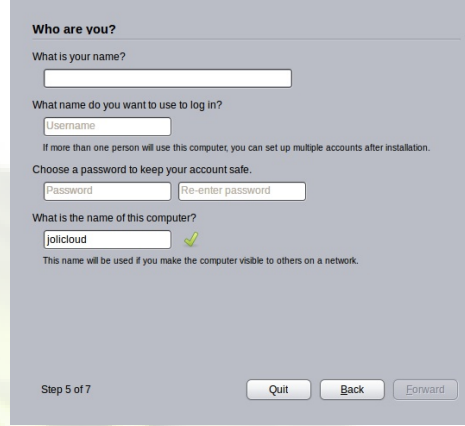 Who are you?
What is your name?
What name do you want to use to log in?
Username
If more than one person will use this computer, you can set up multiple accounts after installation.
Choose a password to keep your account safe.
Password Re-enter password
What is the name of this computer?
jolicloud
This name will be used if you make the computer visible to others on a network.
Step 5 of 7 Quit Back Forward